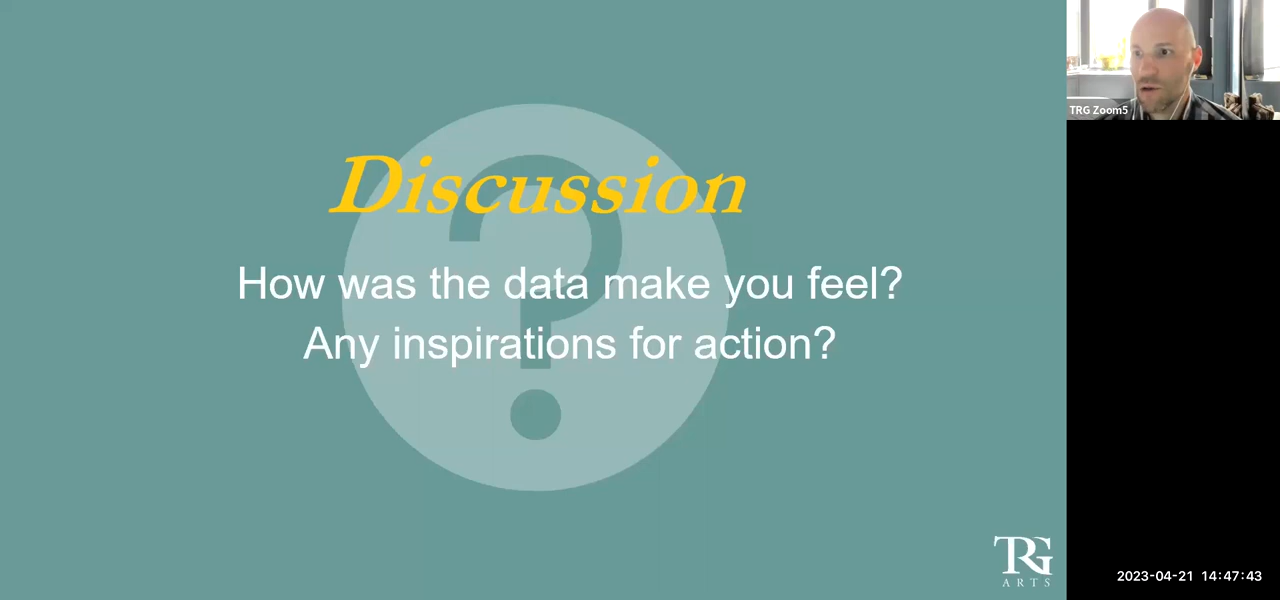 Discussion
How was the data make you feel?
Any inspirations for action?
TRG Zoom5
TRG
ARTS
2023-04-21 14:47:43